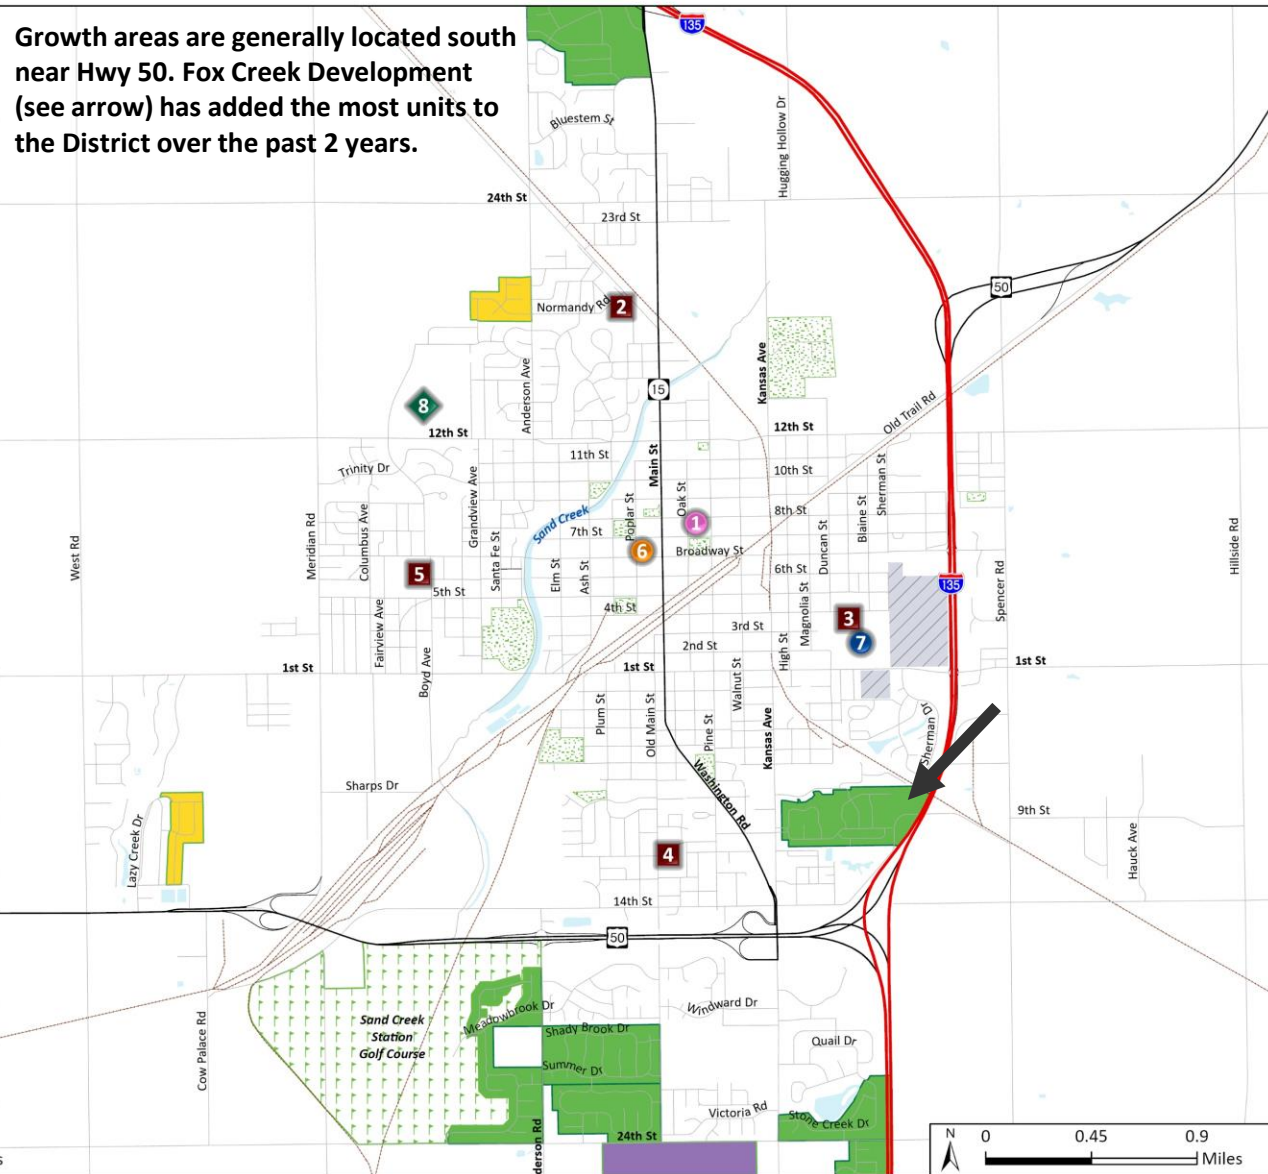 Growth areas are generally located south
near Hwy 50. Fox Creek Development
(see arrow) has added the most units to
the District over the past 2 years.
135
Bluestem St
Hugging Hollow Dr
24th St
23rd St
50
Normandy Rd
2
15
Kansas Ave
Anderson Ave
8
12th St
12th St
Old Trail Rd
11th St
Main St
10th St
Trinity Dr
Sherman St
Grandview Ave
Oak St
Poplar St
Columbus Ave
Meridian Rd
West Rd
Sand Creek
7th St
1
8th St
Blaine St
Duncan St
Hillside Rd
6
Broadway St
Santa Fe St
Elm St
Ash St
6th St
5
5th St
135
Spencer Rd
4th St
Magnolia St
3
3rd St
7
Fairview Ave
2nd St
High St
1st St
1st St
1st St
Boyd Ave
Walnut St
Plum St
Old Main St
Pine St
Kansas Ave
Sherman Dr
Sharps Dr
Washington Rd
9th St
Lazy Creek Dr
4
Hauck Ave
14th St
50
Meadowbrook Dr
Windward Dr
Sand Creek
Station
Golf Course
Shady Brook Dr
Quail Dr
Cow Palace Rd
Summer Dr
Victoria Rd
Stone Creek Dr
24th St
derson Rd
N
0
0.45
0.9
Miles
s